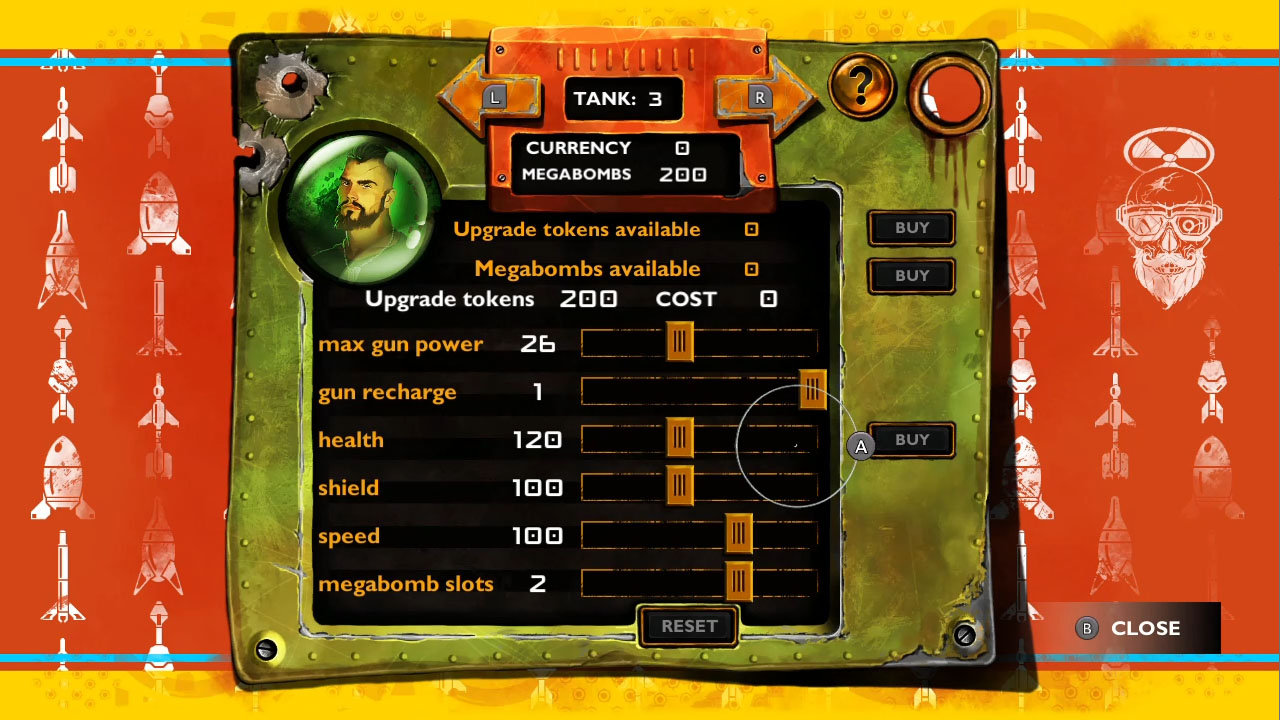 L TANK: 3 R
?
CURRENCY 0
MEGABOMBS 200
Upgrade tokens available 0 BUY
Megabombs available 0 BUY
Upgrade tokens 200 COST 0
max gun power 26
gun recharge 1
health 120 A BUY
shield 100
speed 100
megabomb slots 2
RESET
B CLOSE